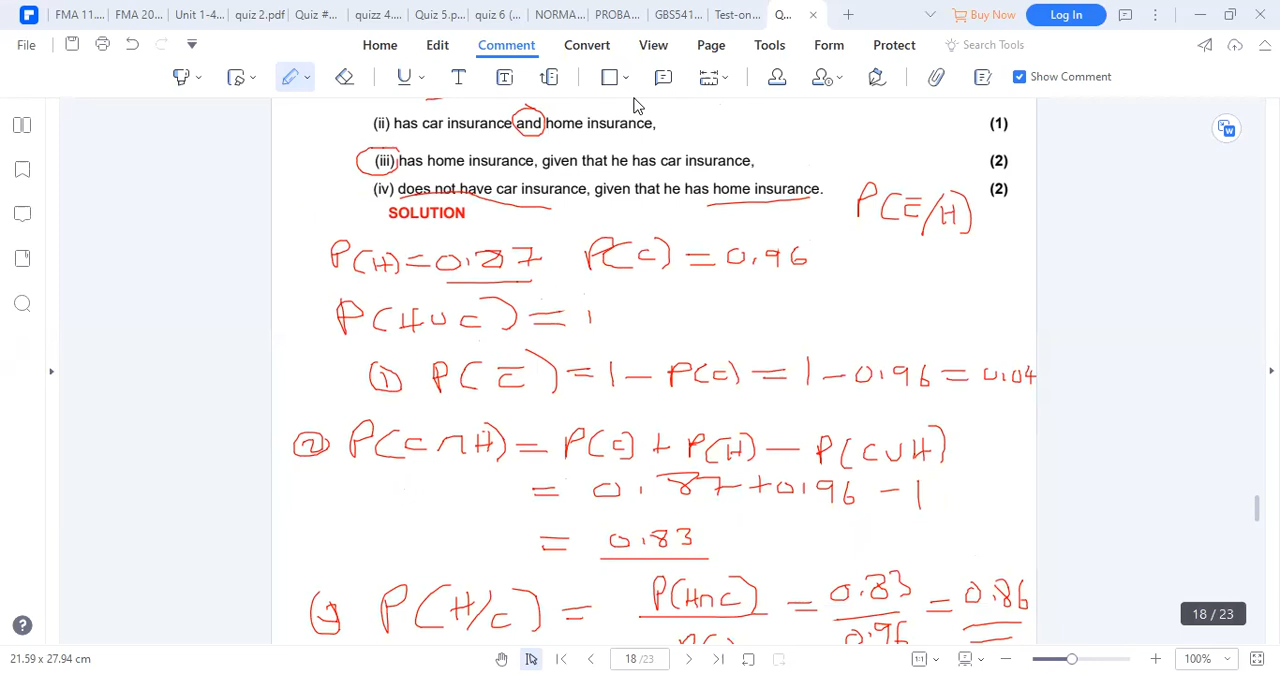 FMA 11... FMA 20... Unit 1-4... quiz 2.pdf Quiz #... quizz 4.... Quiz 5.p... quiz 6 (... NORMA... PROBA... GBS541... Test-on... Q... Buy Now Log In
File Home Edit Comment Convert View Page Tools Form Protect Search Tools
Show Comment
(ii) has car insurance and home insurance, (1)
(iii) has home insurance, given that he has car insurance, (2)
(iv) does not have car insurance, given that he has home insurance. (2)
P(C̅/H)
SOLUTION
P(H)=0.87 P(C) = 0.96
P(H∪C) = 1
① P(C̅) = 1 - P(C) = 1 - 0.96 = 0.04
② P(C∩H) = P(C) + P(H) - P(C∪H)
= 0.87+0.96 - 1
= 0.83
P(H/C) = P(H∩C) = 0.83 = 0.86
0.96
18 / 23
21.59 x 27.94 cm 18 /23 1:1 100%